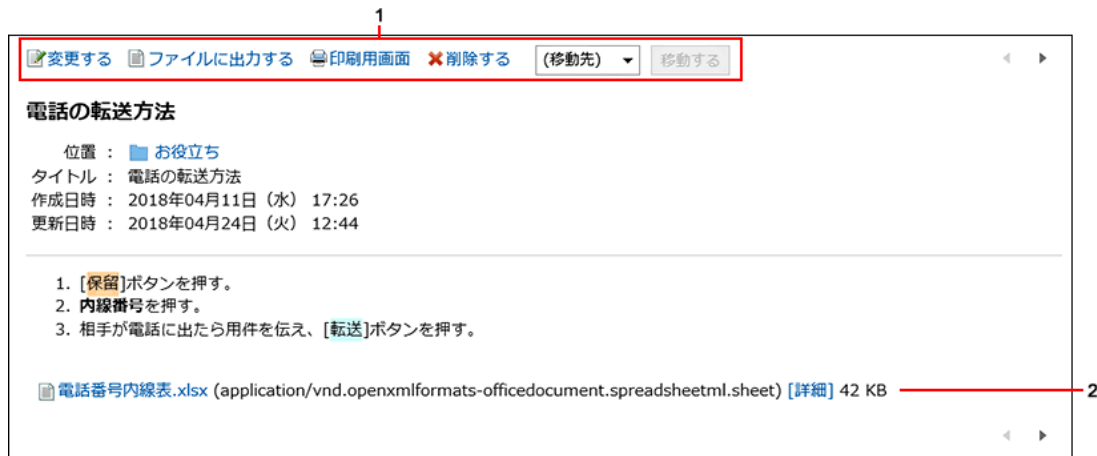 1
変更する ファイルに出力する 印刷用画面 削除する (移動先) 移動する
電話の転送方法
位置 : お役立ち
タイトル : 電話の転送方法
作成日時 : 2018年04月11日（水） 17:26
更新日時 : 2018年04月24日（火） 12:44
1. [保留]ボタンを押す。
2. 内線番号を押す。
3. 相手が電話に出たら用件を伝え、[転送]ボタンを押す。
電話番号内線表.xlsx (application/vnd.openxmlformats-officedocument.spreadsheetml.sheet) [詳細] 42 KB
2